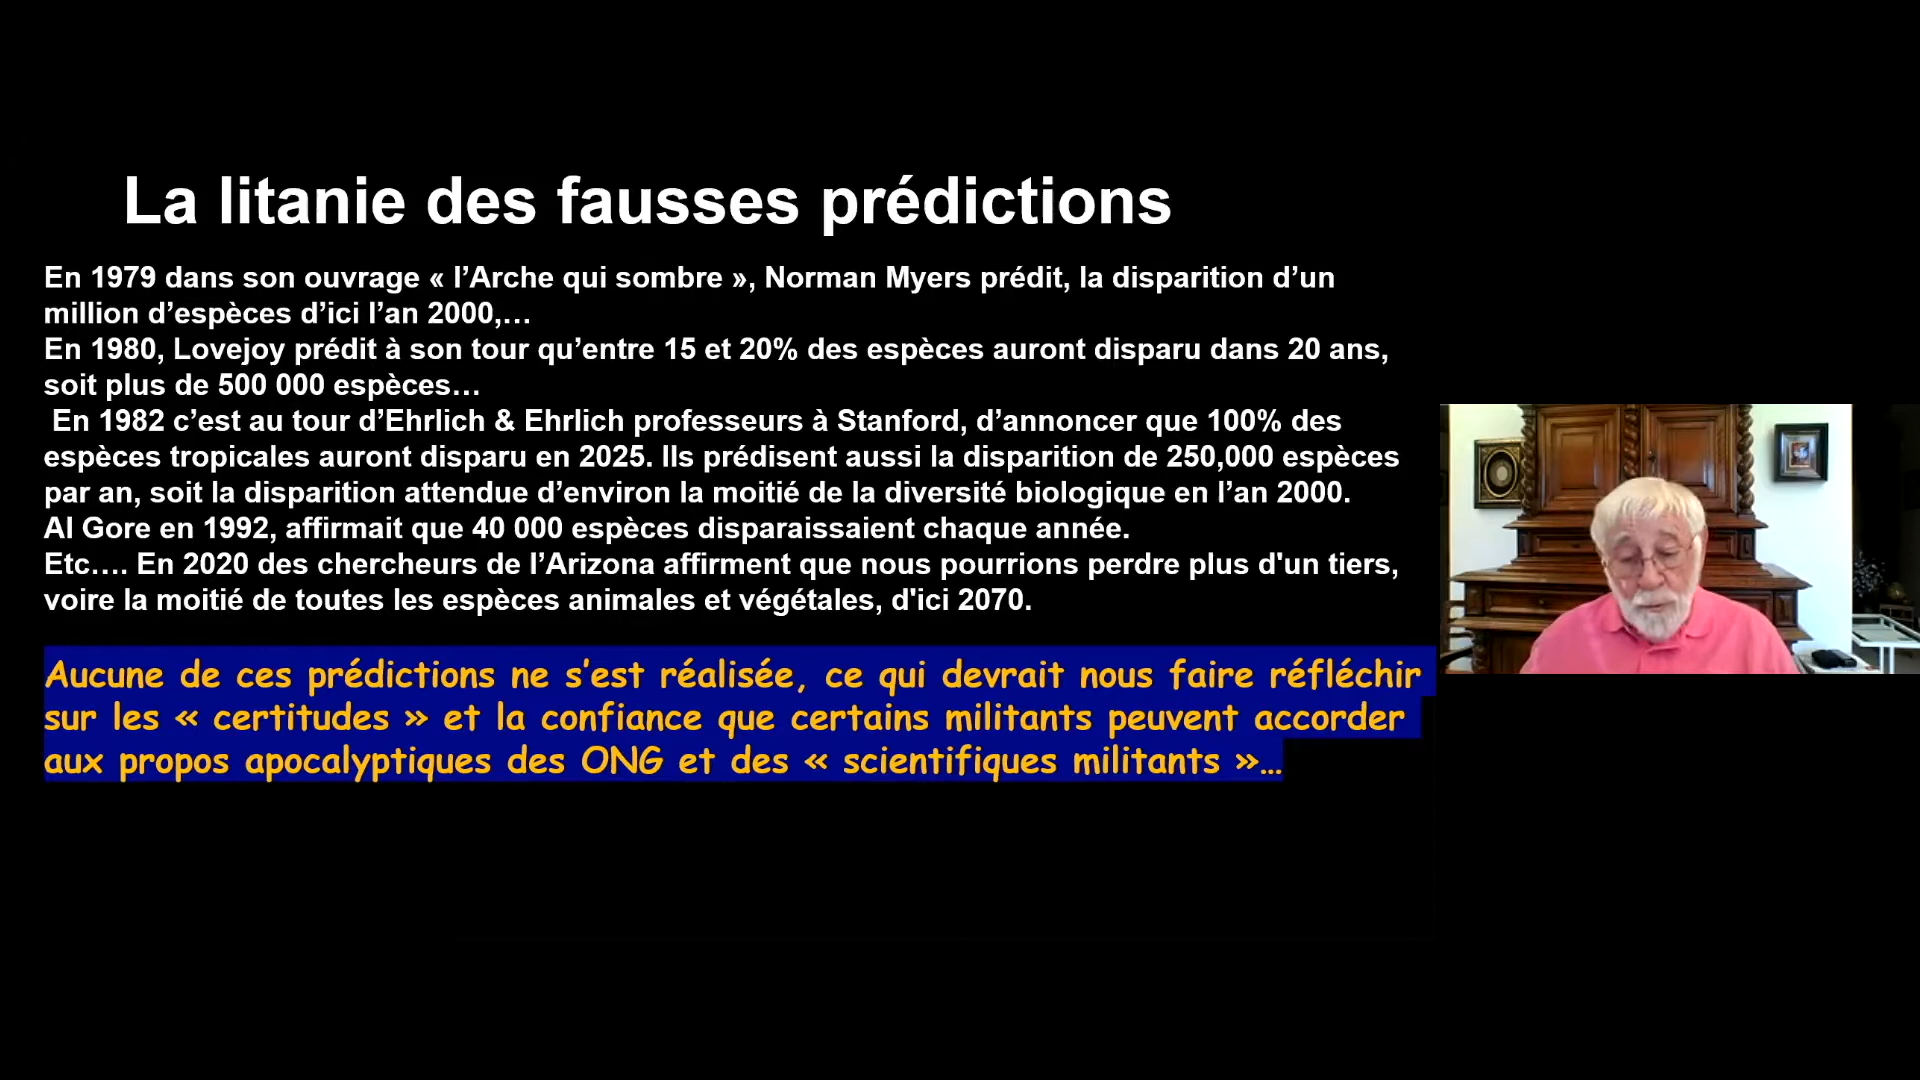 La litanie des fausses prédictions
En 1979 dans son ouvrage « l’Arche qui sombre », Norman Myers prédit, la disparition d’un
million d’espèces d’ici l’an 2000,…
En 1980, Lovejoy prédit à son tour qu’entre 15 et 20% des espèces auront disparu dans 20 ans,
soit plus de 500 000 espèces…
En 1982 c’est au tour d’Ehrlich & Ehrlich professeurs à Stanford, d’annoncer que 100% des
espèces tropicales auront disparu en 2025. Ils prédisent aussi la disparition de 250,000 espèces
par an, soit la disparition attendue d’environ la moitié de la diversité biologique en l’an 2000.
Al Gore en 1992, affirmait que 40 000 espèces disparaissaient chaque année.
Etc…. En 2020 des chercheurs de l’Arizona affirment que nous pourrions perdre plus d'un tiers,
voire la moitié de toutes les espèces animales et végétales, d'ici 2070.
Aucune de ces prédictions ne s’est réalisée, ce qui devrait nous faire réfléchir
sur les « certitudes » et la confiance que certains militants peuvent accorder
aux propos apocalyptiques des ONG et des « scientifiques militants »…